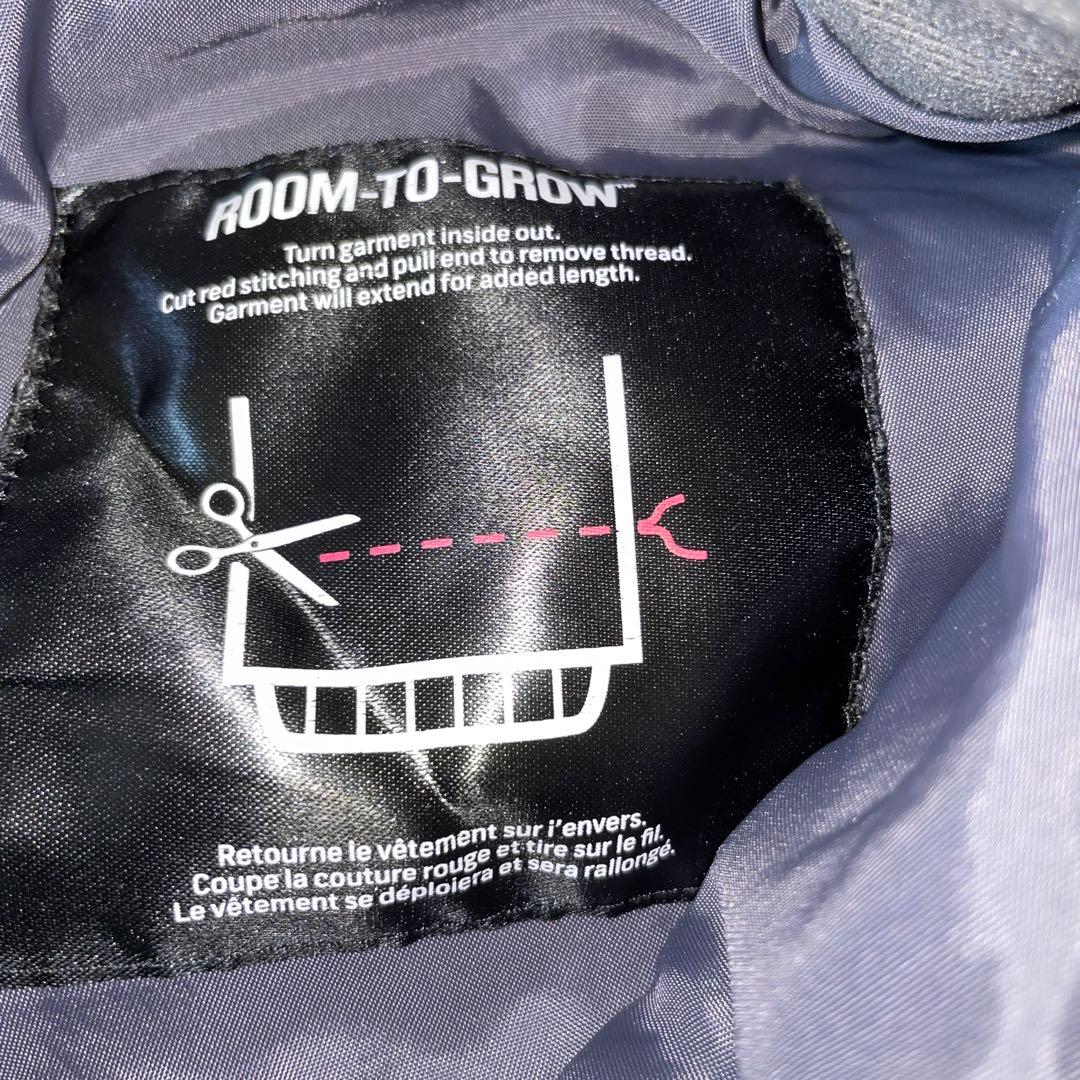 ROOM-TO-GROW™
Turn garment inside out.
Cut red stitching and pull end to remove thread.
Garment will extend for added length.
Retourne le vêtement sur i'envers.
Coupe la couture rouge et tire sur le fil.
Le vêtement se déploiera et sera rallongé.